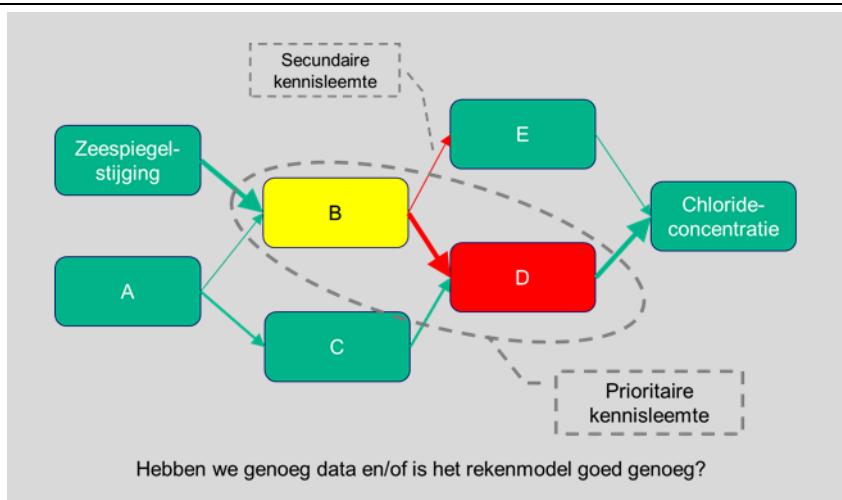 Secundaire
kennisleemte
E
Zeespiegel-
stijging
B
Chloride-
concentratie
A
D
C
Prioritaire
kennisleemte
Hebben we genoeg data en/of is het rekenmodel goed genoeg?